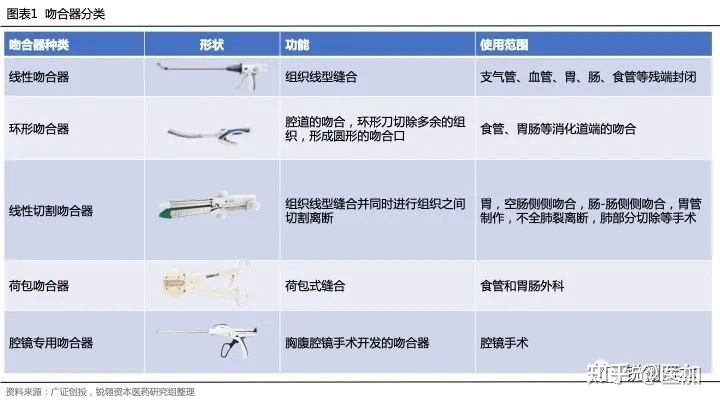 图表1 吻合器分类
吻合器种类 形状 功能 使用范围
线性吻合器 组织线型缝合 支气管、血管、胃、肠、食管等残端封闭
环形吻合器 腔道的吻合，环形刀切除多余的组
织，形成圆形的吻合口 食管、胃肠等消化道端的吻合
线性切割吻合器 组织线型缝合并同时进行组织之间
切割离断 胃，空肠侧侧吻合，肠-肠侧侧吻合，胃管
制作，不全肺裂离断，肺部分切除等手术
荷包吻合器 荷包式缝合 食管和胃肠外科
腔镜专用吻合器 胸腹腔镜手术开发的吻合器 腔镜手术
资料来源：广证创投，锐翎资本医药研究组整理
知乎 @医加